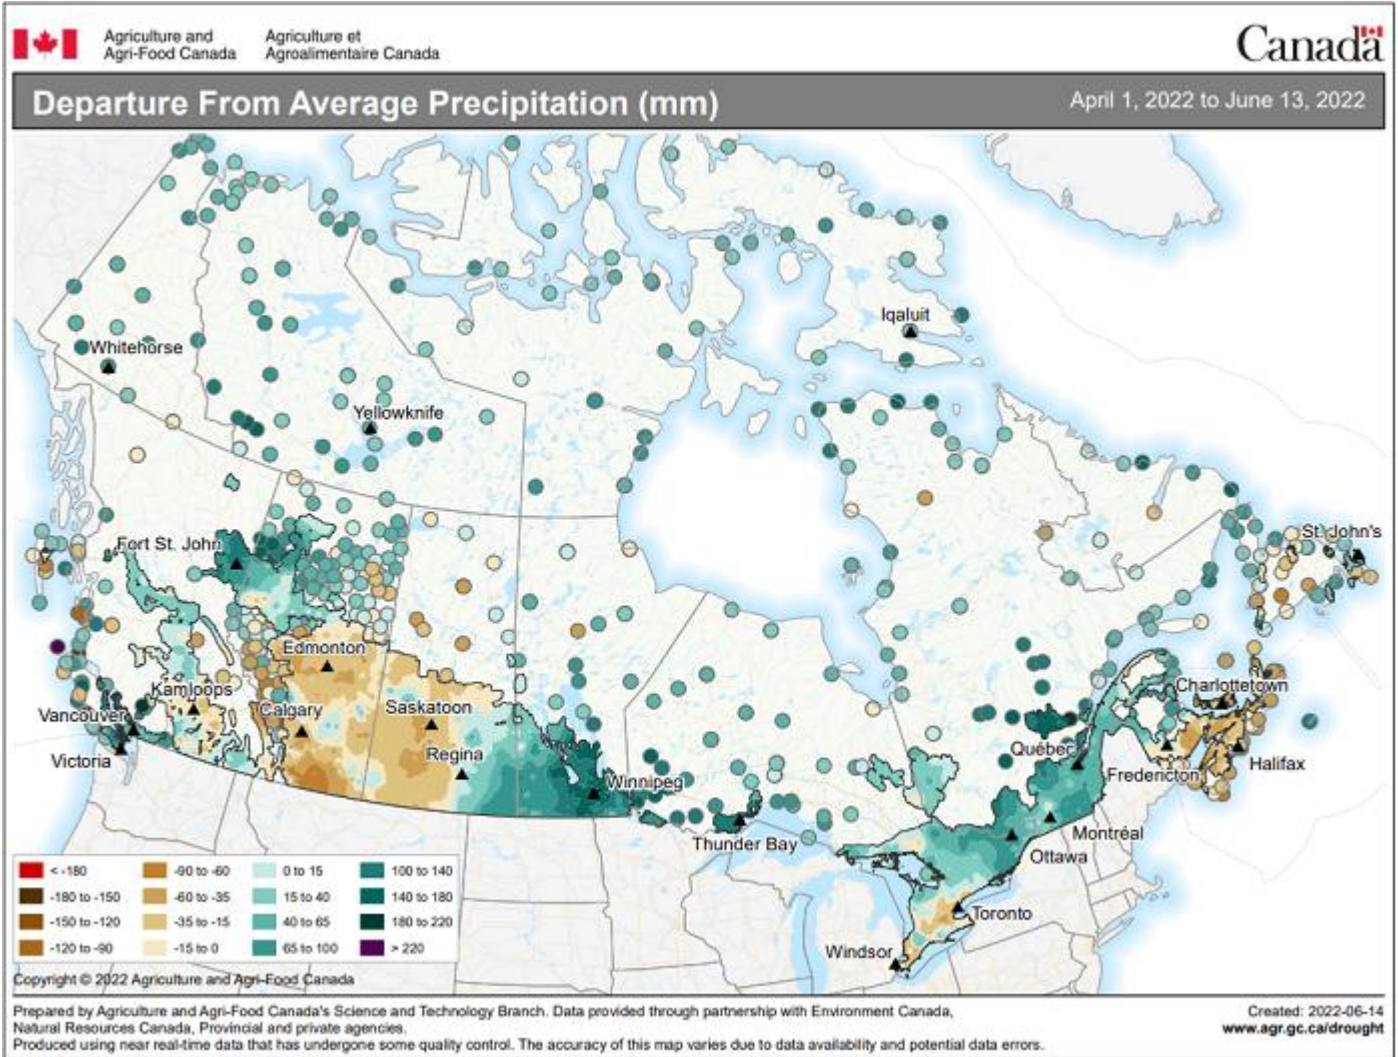 Agriculture and
Agri-Food Canada
Agriculture et
Agroalimentaire Canada
Canada
Departure From Average Precipitation (mm)
April 1, 2022 to June 13, 2022
Iqaluit
Whitehorse
Yellowknife
St. John's
Fort St. John
Edmonton
Charlottetown
Kamloops
Calgary
Saskatoon
Vancouver
Québec
Regina
Victoria
Halifax
Fredericton
Winnipeg
Montréal
Thunder Bay
Ottawa
Toronto
Windsor
< -180
-180 to -150
-150 to -120
-120 to -90
-90 to -60
-60 to -35
-35 to -15
-15 to 0
0 to 15
15 to 40
40 to 65
65 to 100
100 to 140
140 to 180
180 to 220
> 220
Copyright © 2022 Agriculture and Agri-Food Canada
Prepared by Agriculture and Agri-Food Canada's Science and Technology Branch. Data provided through partnership with Environment Canada,
Natural Resources Canada, Provincial and private agencies.
Produced using near real-time data that has undergone some quality control. The accuracy of this map varies due to data availability and potential data errors.
Created: 2022-06-14
www.agr.gc.ca/drought